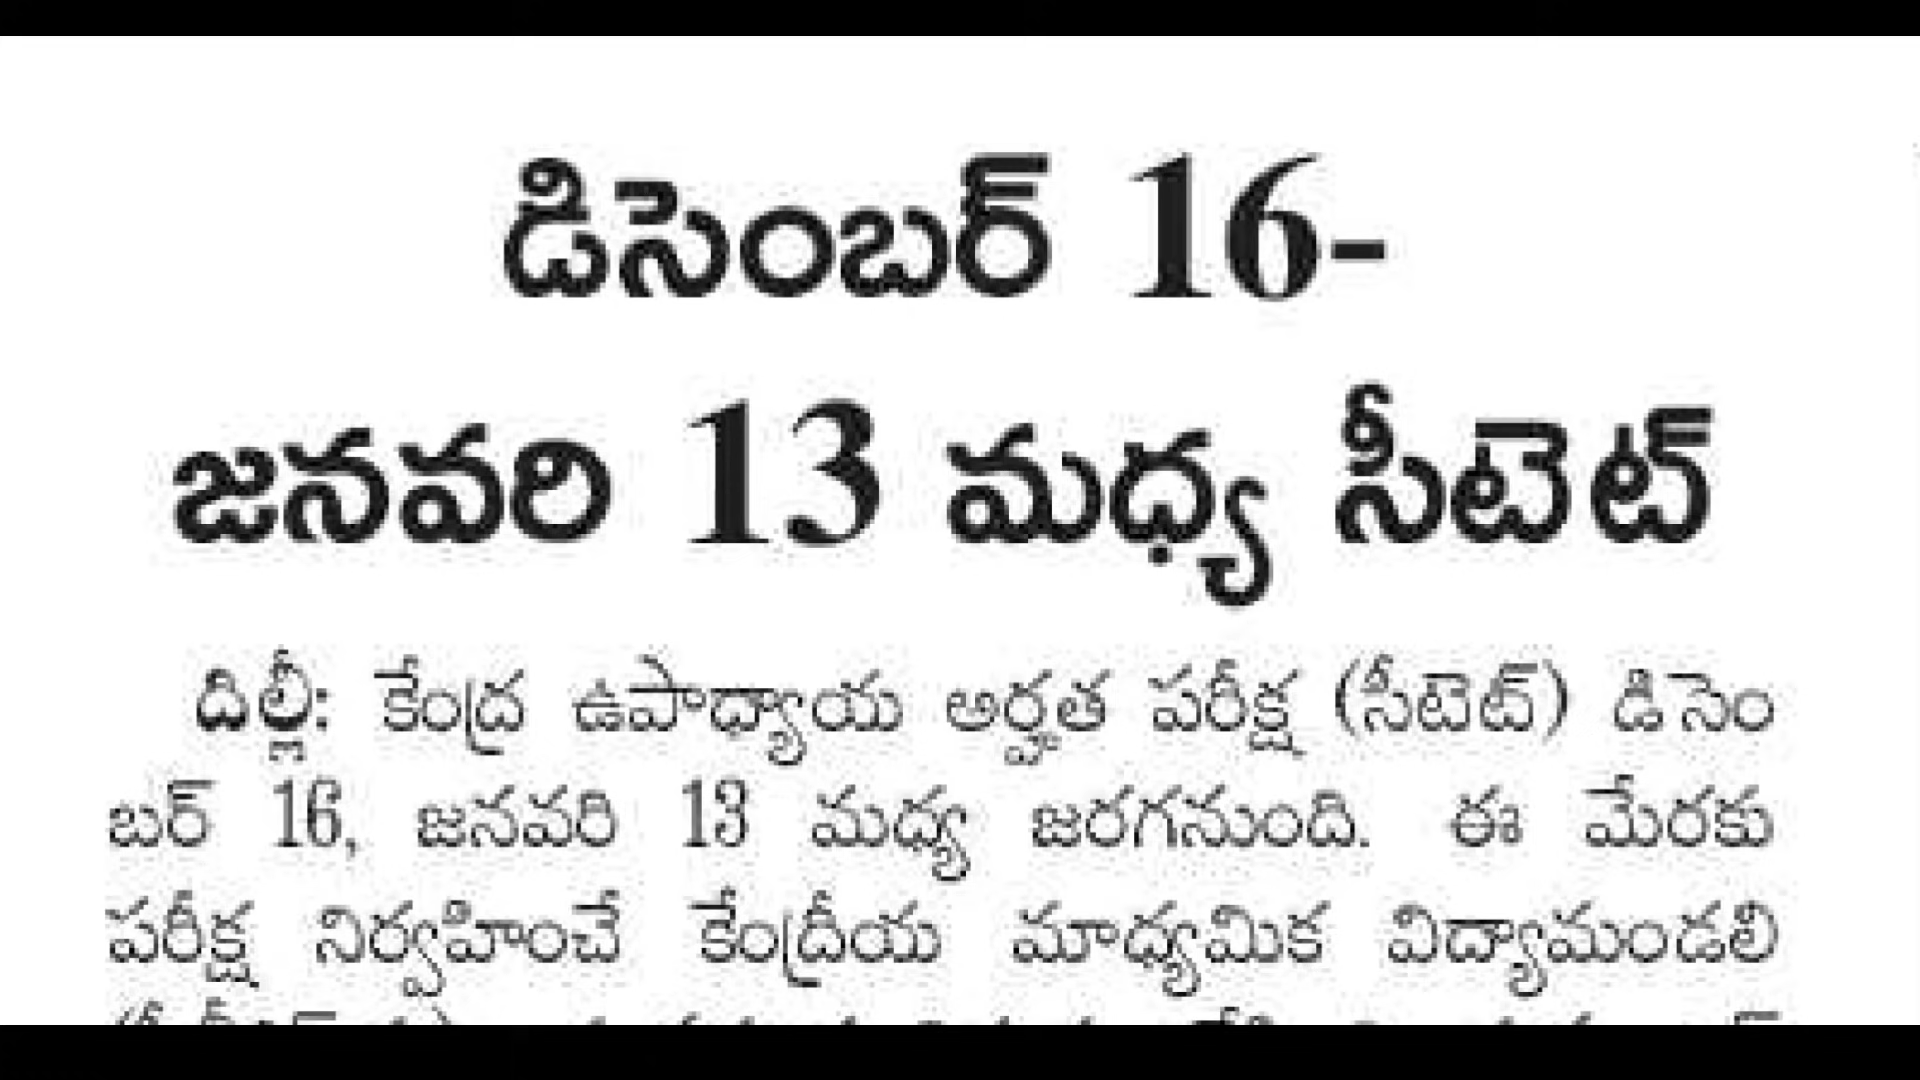 డిసెంబర్ 16-
జనవరి 13 మధ్య సీటెట్
దిల్లీ: కేంద్ర ఉపాధ్యాయ అర్హత పరీక్ష (సీటెట్) డిసెం
బర్ 16, జనవరి 13 మధ్య జరగనుంది. ఈ మేరకు
పరీక్ష నిర్వహించే కేంద్రీయ మాధ్యమిక విద్యామండలి